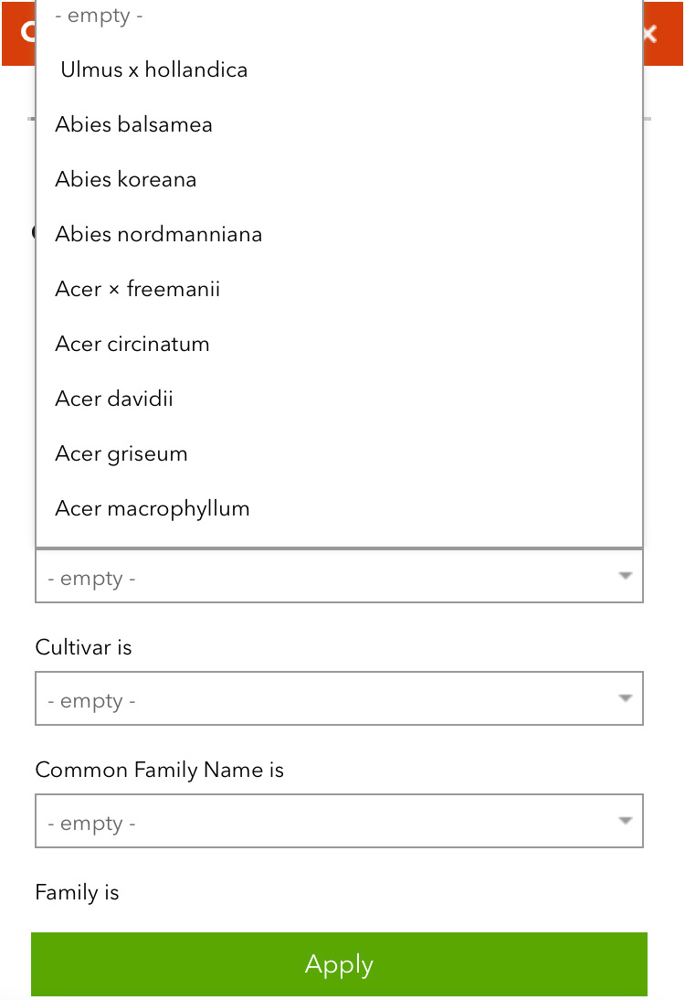 - empty -
Ulmus x hollandica
Abies balsamea
Abies koreana
Abies nordmanniana
Acer × freemanii
Acer circinatum
Acer davidii
Acer griseum
Acer macrophyllum
- empty -
Cultivar is
- empty -
Common Family Name is
- empty -
Family is
Apply